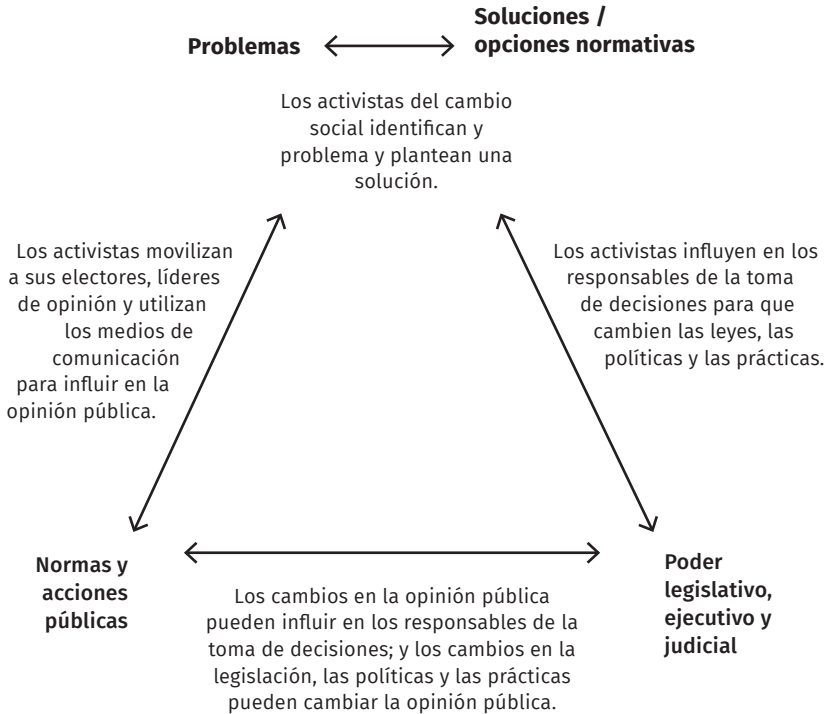 Problemas
Soluciones /
opciones normativas
Los activistas del cambio
social identifican y
problema y plantean una
solución.
Los activistas movilizan
a sus electores, líderes
de opinión y utilizan
los medios de
comunicación
para influir en la
opinión pública.
Los activistas influyen en los
responsables de la toma
de decisiones para que
cambien las leyes, las
políticas y las prácticas.
Normas y
acciones
públicas
Los cambios en la opinión pública
pueden influir en los responsables de la
toma de decisiones; y los cambios en la
legislación, las políticas y las prácticas
pueden cambiar la opinión pública.
Poder
legislativo,
ejecutivo y
judicial